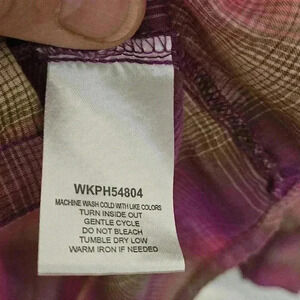 WKPH54804
MACHINE WASH COLD WITH LIKE COLORS
TURN INSIDE OUT
GENTLE CYCLE
DO NOT BLEACH
TUMBLE DRY LOW
WARM IRON IF NEEDED